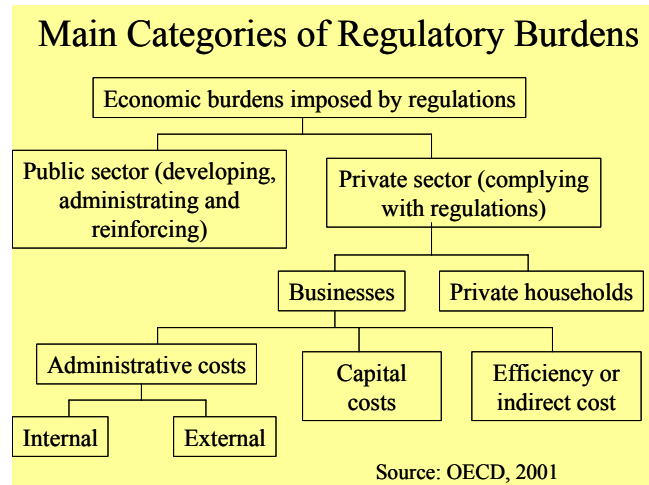 Main Categories of Regulatory Burdens
Economic burdens imposed by regulations
Public sector (developing,
administrating and
reinforcing)
Private sector (complying
with regulations)
Businesses
Private households
Administrative costs
Capital
costs
Efficiency or
indirect cost
Internal
External
Source: OECD, 2001